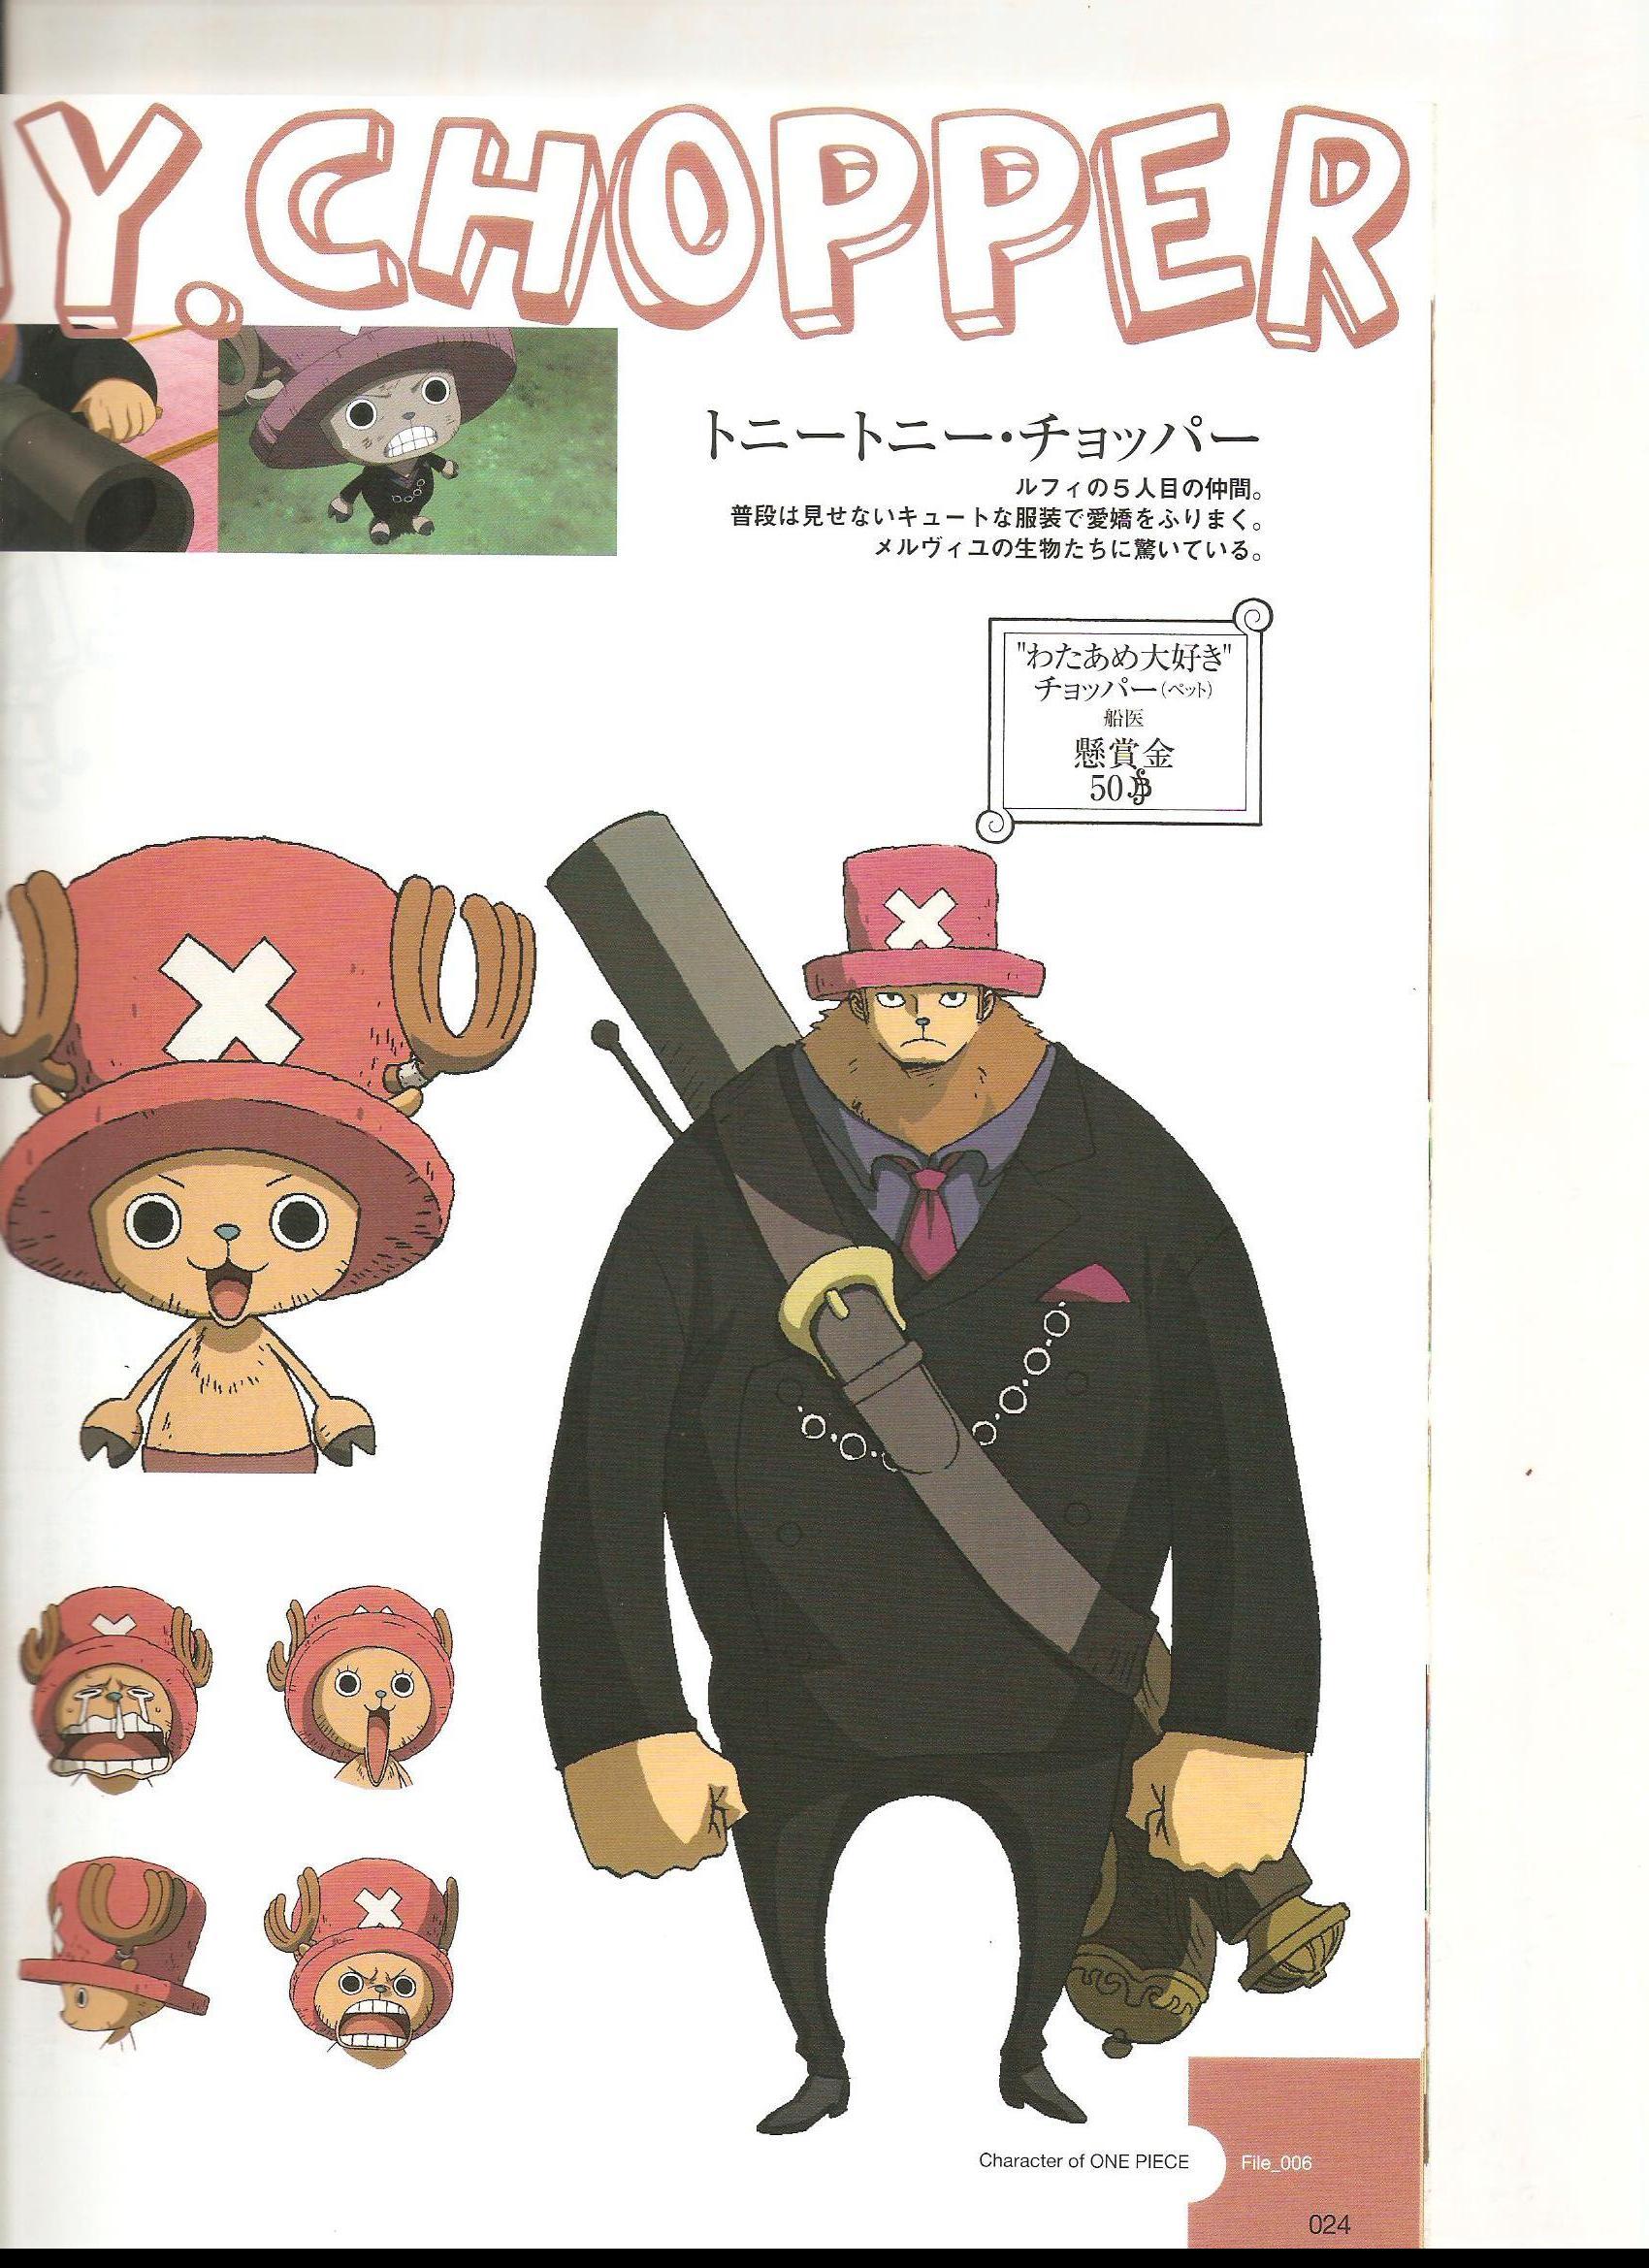 Y.CHOPPER
トニートニー・チョッパー
ルフィの5人目の仲間。
普段は見せないキュートな服装で愛嬌をふりまく。
メルヴィユの生物たちに驚いている。
"わたあめ大好き"
チョッパー(ペット)
船医
懸賞金
50
Character of ONE PIECE
File_006
024